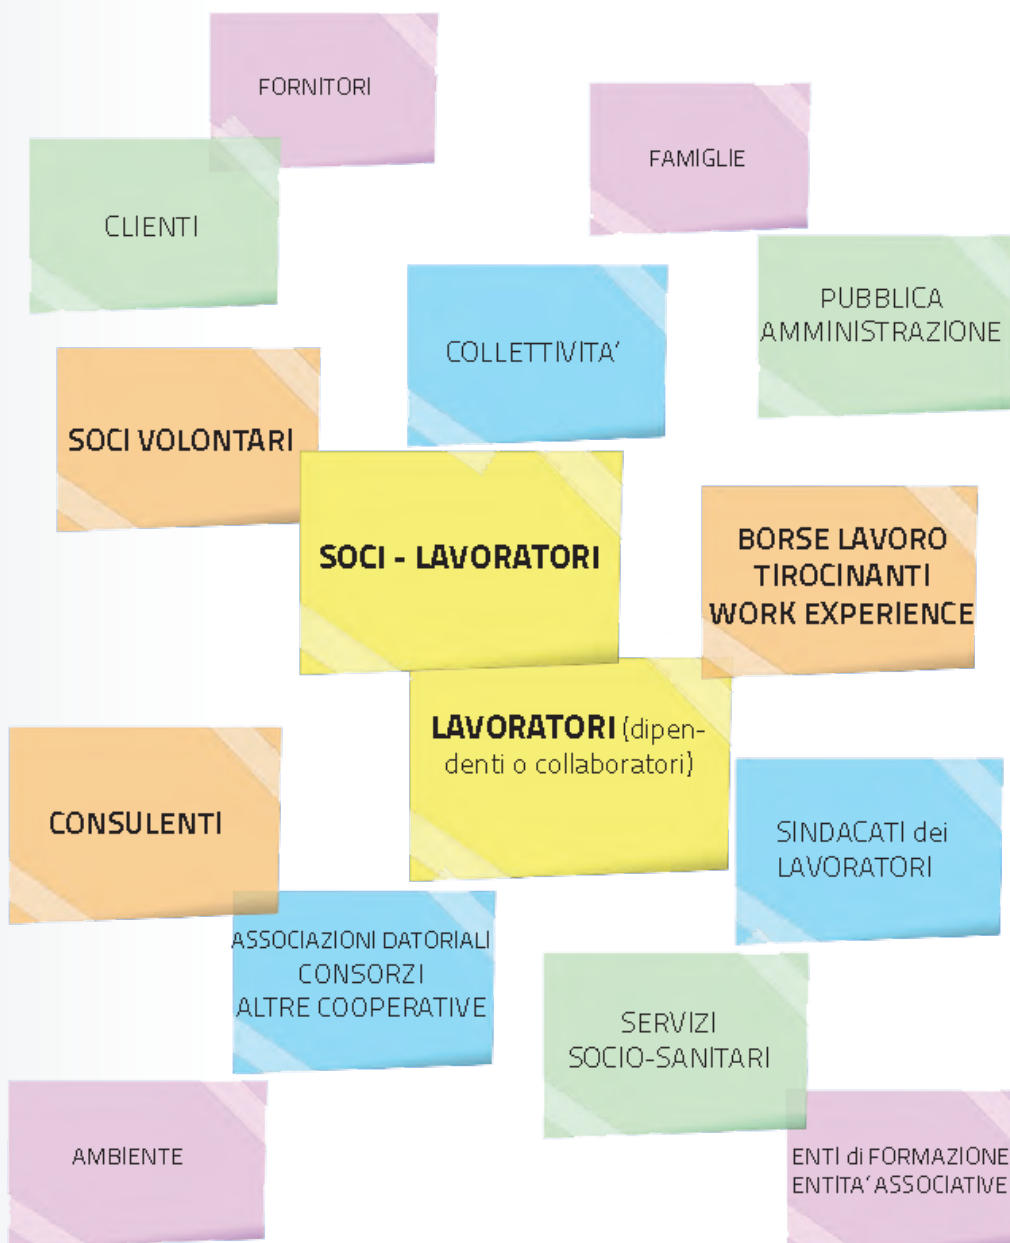 FORNITORI
FAMIGLIE
CLIENTI
PUBBLICA
AMMINISTRAZIONE
COLLETTIVITA'
SOCI VOLONTARI
SOCI - LAVORATORI
BORSE LAVORO
TIROCINANTI
WORK EXPERIENCE
LAVORATORI (dipen-
denti o collaboratori)
CONSULENTI
SINDACATI dei
LAVORATORI
ASSOCIAZIONI DATORIALI
CONSORZI
ALTRE COOPERATIVE
SERVIZI
SOCIO-SANITARI
AMBIENTE
ENTI di FORMAZIONE
ENTITA' ASSOCIATIVE